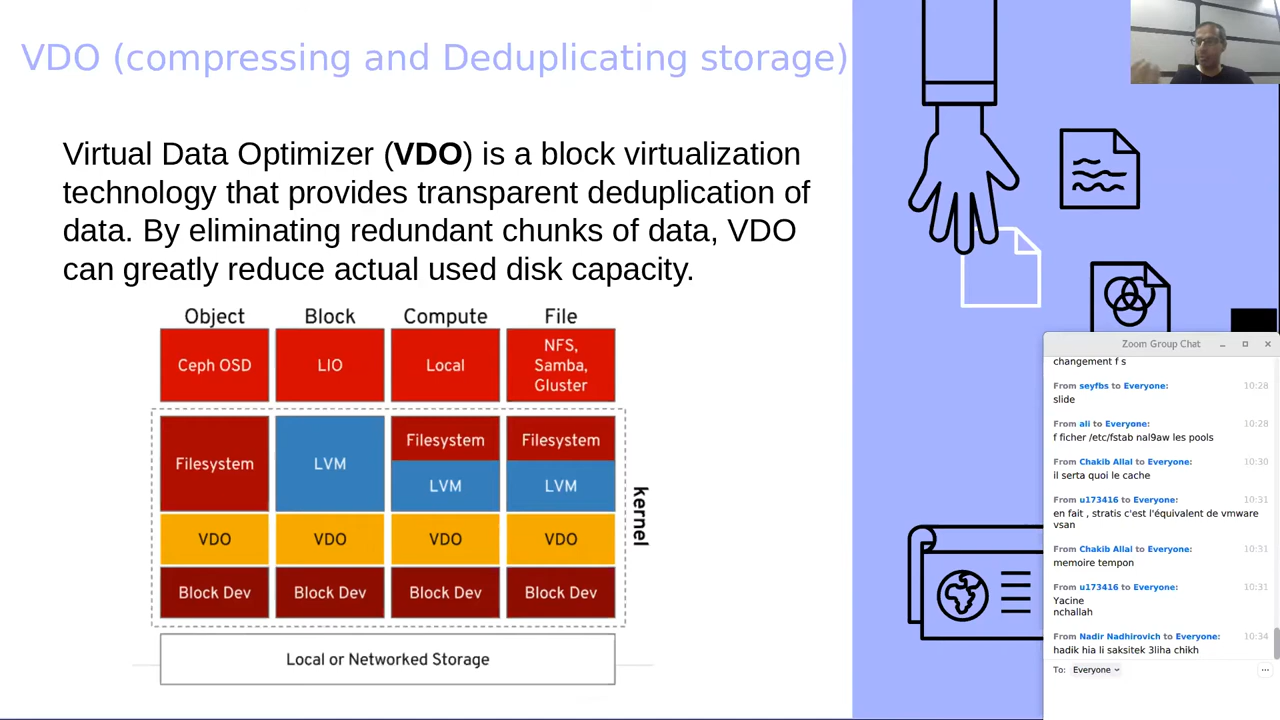 VDO (compressing and Deduplicating storage)
Virtual Data Optimizer (VDO) is a block virtualization
technology that provides transparent deduplication of
data. By eliminating redundant chunks of data, VDO
can greatly reduce actual used disk capacity.
Object Block Compute File
Ceph OSD LIO Local NFS,
Samba,
Gluster
Filesystem LVM Filesystem Filesystem
LVM LVM
VDO VDO VDO VDO
Block Dev Block Dev Block Dev Block Dev
kernel
Local or Networked Storage
Zoom Group Chat
changement f s
From seyfbs to Everyone: 10:28
slide
From ali to Everyone: 10:28
f ficher /etc/fstab nal9aw les pools
From Chakib Allal to Everyone: 10:30
il serta quoi le cache
From u173416 to Everyone: 10:31
en fait , stratis c'est l'équivalent de vmware
vsan
From Chakib Allal to Everyone: 10:31
memoire tempon
From u173416 to Everyone: 10:31
Yacine
nchallah
From Nadir Nadhirovich to Everyone: 10:34
hadik hia li saksitek 3liha chikh
To: Everyone